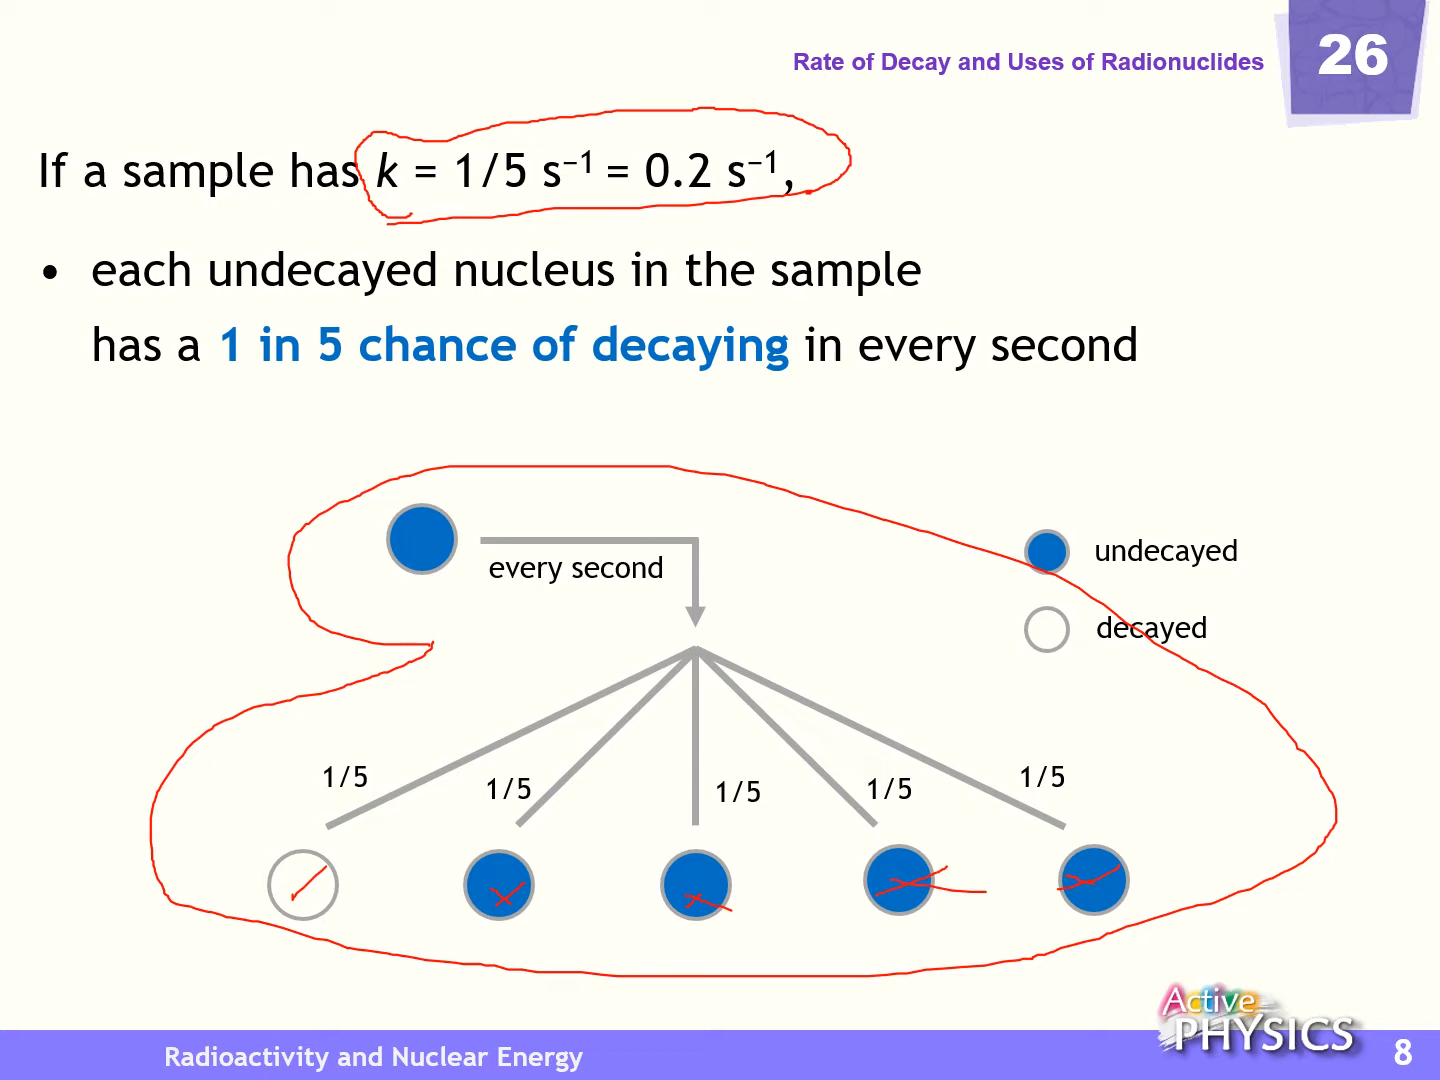 Rate of Decay and Uses of Radionuclides
26
If a sample has k = 1/5 s⁻¹ = 0.2 s⁻¹,
• each undecayed nucleus in the sample
has a 1 in 5 chance of decaying in every second
every second
undecayed
decayed
1/5 1/5 1/5 1/5 1/5
Active
PHYSICS
Radioactivity and Nuclear Energy
8